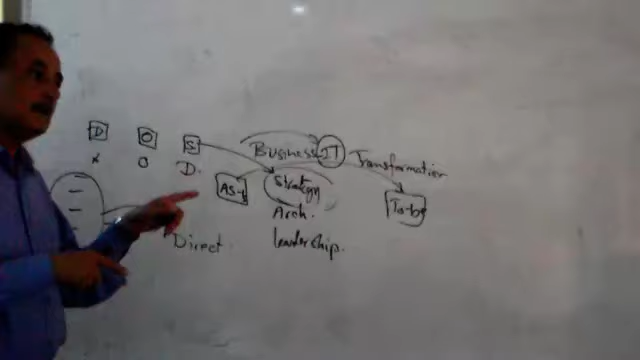 D O S
x O D.
Business IT Transformation
As-i Strategy To-be
Arch.
Direct. leadership.